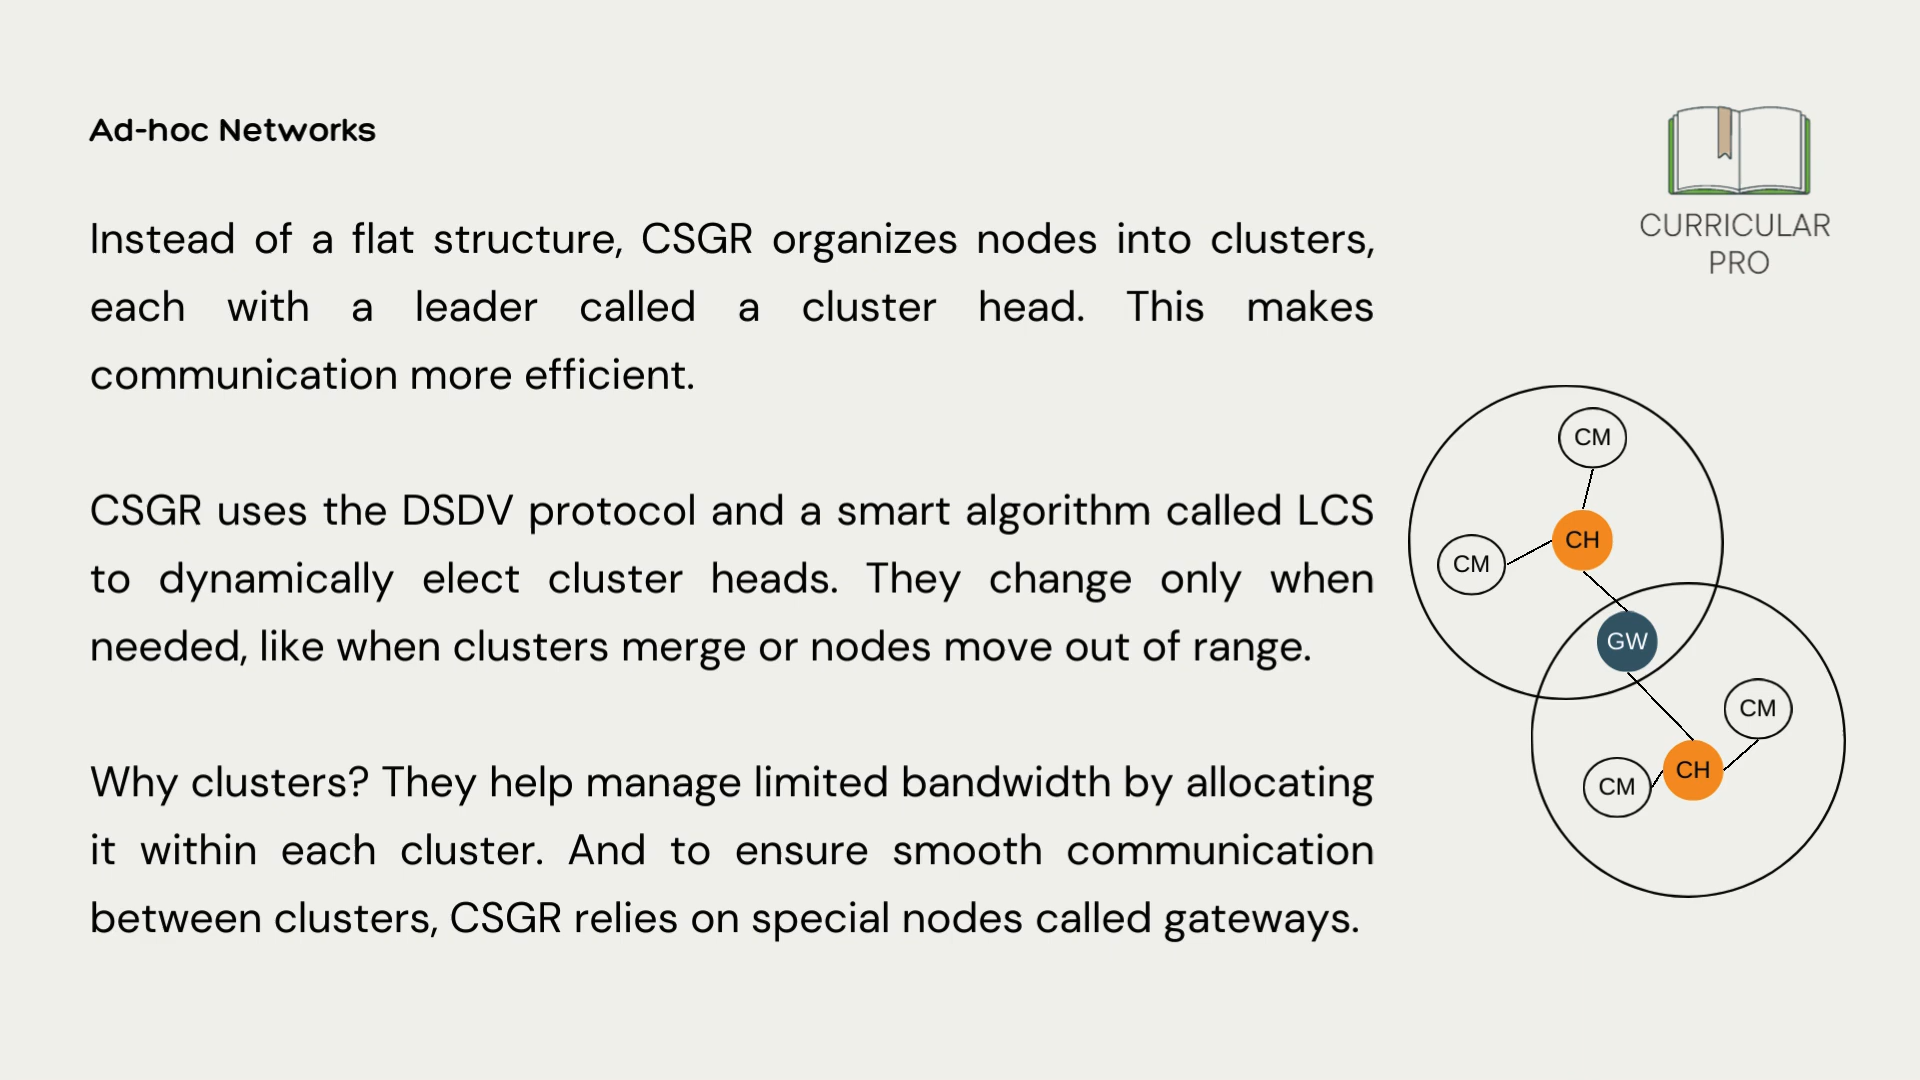 Ad-hoc Networks
CURRICULAR
PRO
Instead of a flat structure, CSGR organizes nodes into clusters,
each with a leader called a cluster head. This makes
communication more efficient.
CSGR uses the DSDV protocol and a smart algorithm called LCS
to dynamically elect cluster heads. They change only when
needed, like when clusters merge or nodes move out of range.
Why clusters? They help manage limited bandwidth by allocating
it within each cluster. And to ensure smooth communication
between clusters, CSGR relies on special nodes called gateways.
CM
CH
CM
GW
CM
CH
CM